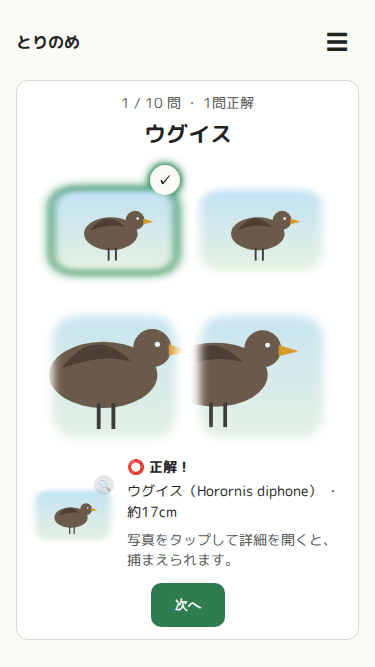 とりのめ
1 / 10 問 ・ 1問正解
ウグイス
✓
⭕ 正解！
ウグイス（Horornis diphone） ・
約17cm
写真をタップして詳細を開くと、
捕まえられます。
次へ